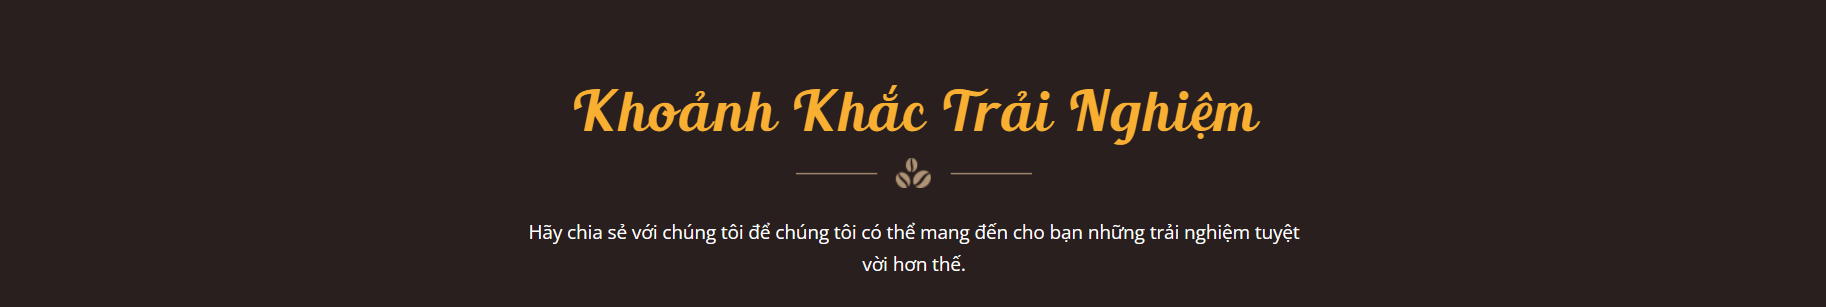 Khoảnh Khắc Trải Nghiệm
Hãy chia sẻ với chúng tôi để chúng tôi có thể mang đến cho bạn những trải nghiệm tuyệt
vời hơn thế.